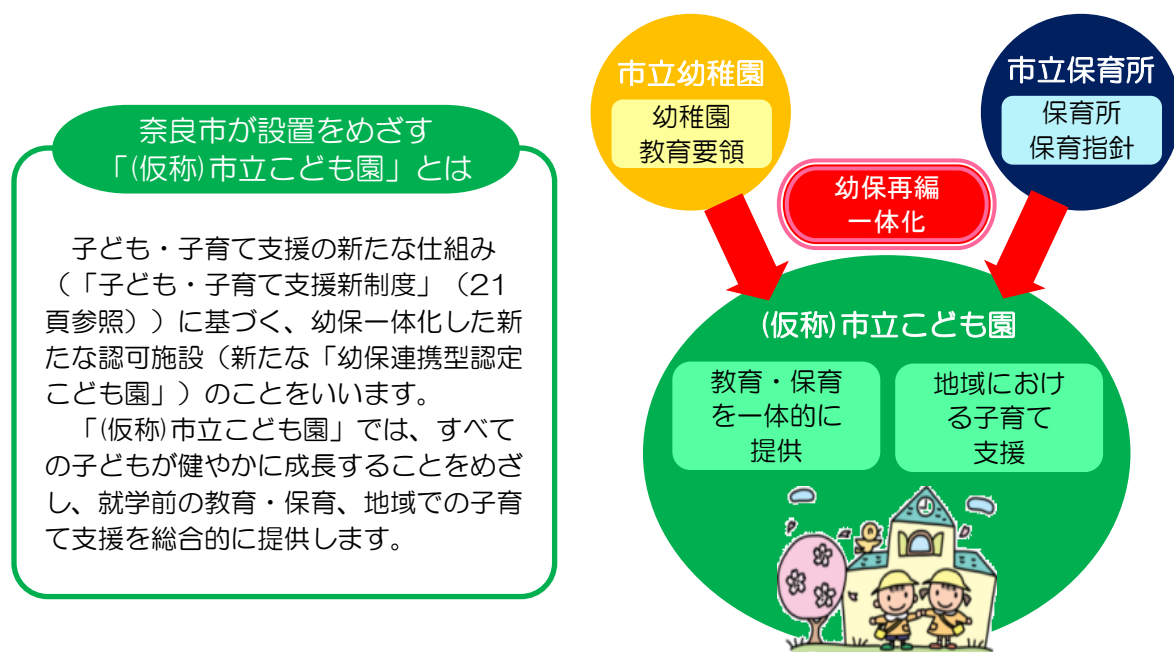 奈良市が設置をめざす
「(仮称)市立こども園」とは
子ども・子育て支援の新たな仕組み
(「子ども・子育て支援新制度」(21
頁参照))に基づく、幼保一体化した新
たな認可施設(新たな「幼保連携型認定
こども園」)のことをいいます。
「(仮称)市立こども園」では、すべて
の子どもが健やかに成長することをめざ
し、就学前の教育・保育、地域での子育
て支援を総合的に提供します。
市立幼稚園
幼稚園
教育要領
市立保育所
保育所
保育指針
幼保再編
一体化
(仮称)市立こども園
教育・保育
を一体的に
提供
地域におけ
る子育て
支援